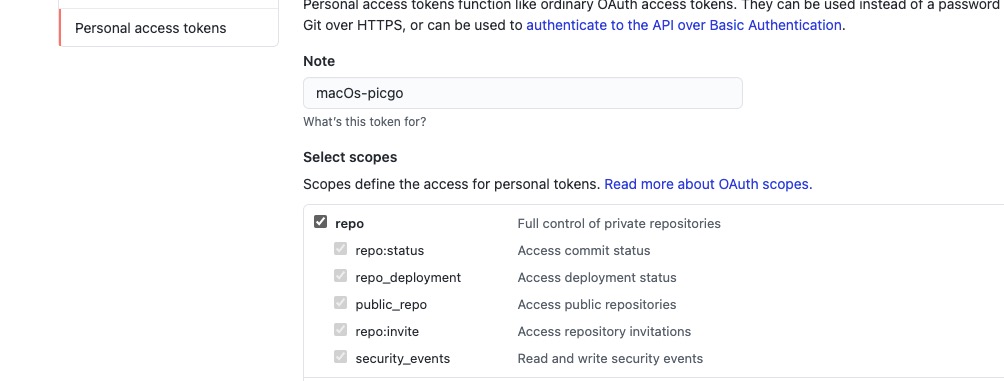 Personal access tokens function like ordinary OAuth access tokens. They can be used instead of a password
Personal access tokens
Git over HTTPS, or can be used to authenticate to the API over Basic Authentication.
Note
macOs-picgo
What's this token for?
Select scopes
Scopes define the access for personal tokens. Read more about OAuth scopes.
repo Full control of private repositories
repo:status Access commit status
repo_deployment Access deployment status
public_repo Access public repositories
repo:invite Access repository invitations
security_events Read and write security events